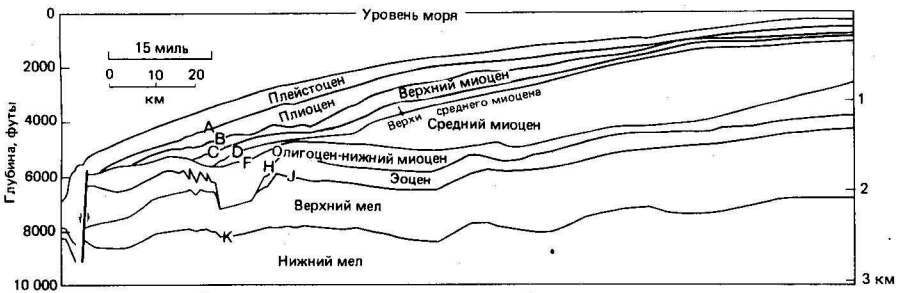 Уровень моря
0
2000
4000
6000
8000
10 000
Глубина, футы
15 миль
0 10 20
км
Плейстоцен
Плиоцен
Верхний миоцен
Верхи среднего миоцена
Средний миоцен
Олигоцен-нижний миоцен
Эоцен
Верхний мел
Нижний мел
A
B
C D
F
H
J
K
1
2
3 км